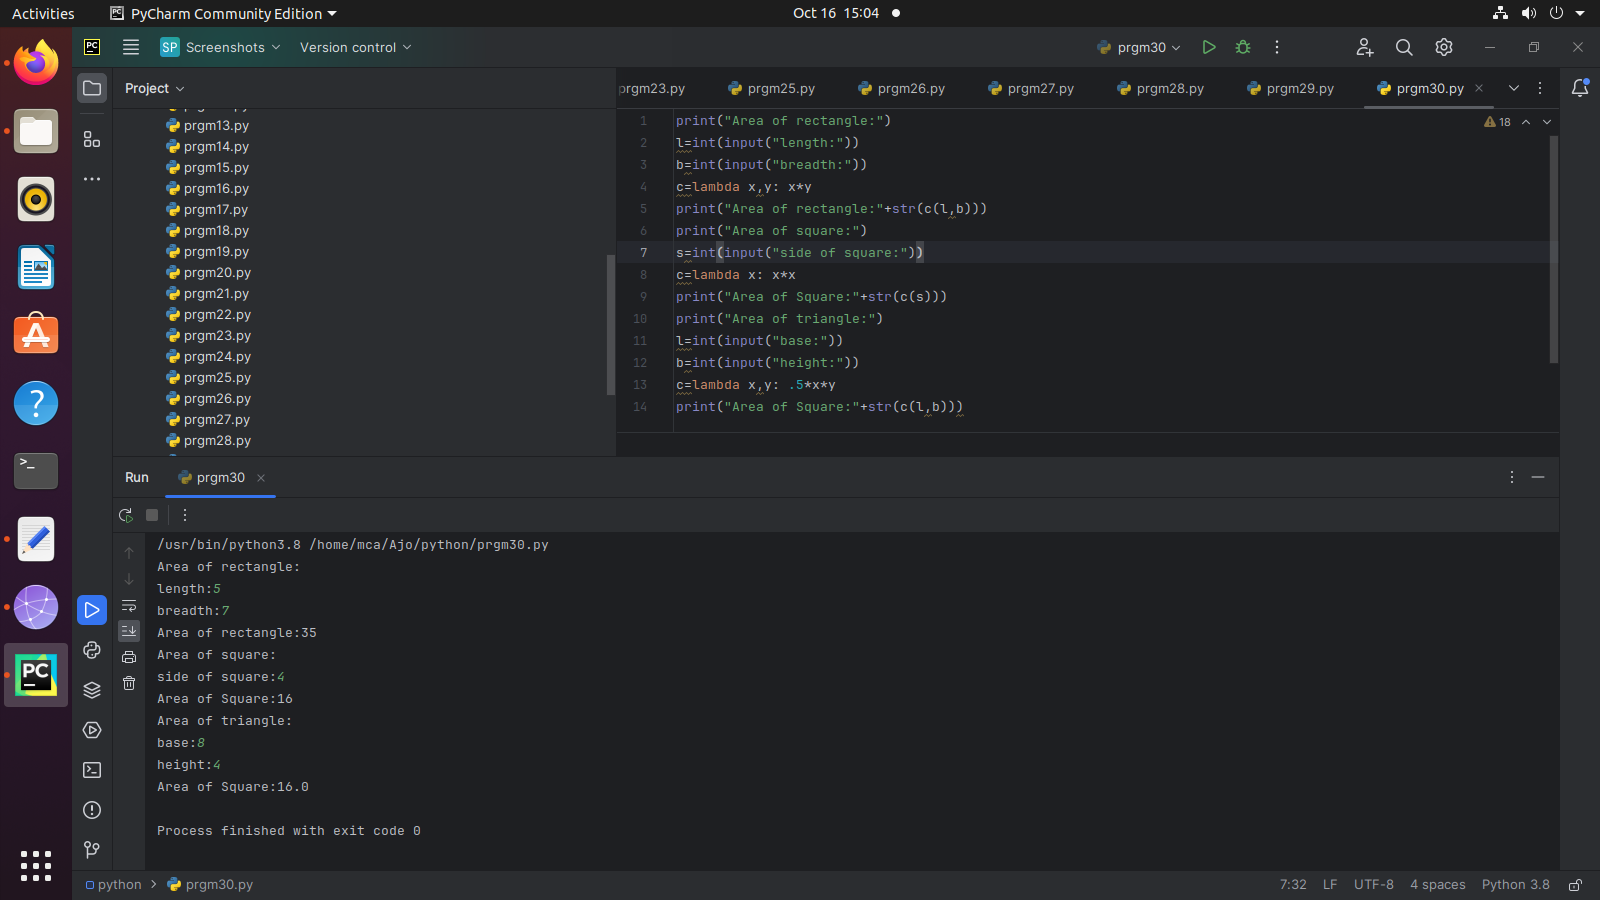 Activities PyCharm Community Edition Oct 16 15:04
PC SP Screenshots Version control prgm30
Project
prgm23.py prgm25.py prgm26.py prgm27.py prgm28.py prgm29.py prgm30.py
prgm13.py
prgm14.py
prgm15.py
prgm16.py
prgm17.py
prgm18.py
prgm19.py
prgm20.py
prgm21.py
prgm22.py
prgm23.py
prgm24.py
prgm25.py
prgm26.py
prgm27.py
prgm28.py
18
1 print("Area of rectangle:")
2 l=int(input("length:"))
3 b=int(input("breadth:"))
4 c=lambda x,y: x*y
5 print("Area of rectangle:"+str(c(l,b)))
6 print("Area of square:")
7 s=int(input("side of square:"))
8 c=lambda x: x*x
9 print("Area of Square:"+str(c(s)))
10 print("Area of triangle:")
11 l=int(input("base:"))
12 b=int(input("height:"))
13 c=lambda x,y: .5*x*y
14 print("Area of Square:"+str(c(l,b)))
Run prgm30
/usr/bin/python3.8 /home/mca/Ajo/python/prgm30.py
Area of rectangle:
length:5
breadth:7
Area of rectangle:35
Area of square:
side of square:4
Area of Square:16
Area of triangle:
base:8
height:4
Area of Square:16.0
Process finished with exit code 0
PC
python > prgm30.py 7:32 LF UTF-8 4 spaces Python 3.8